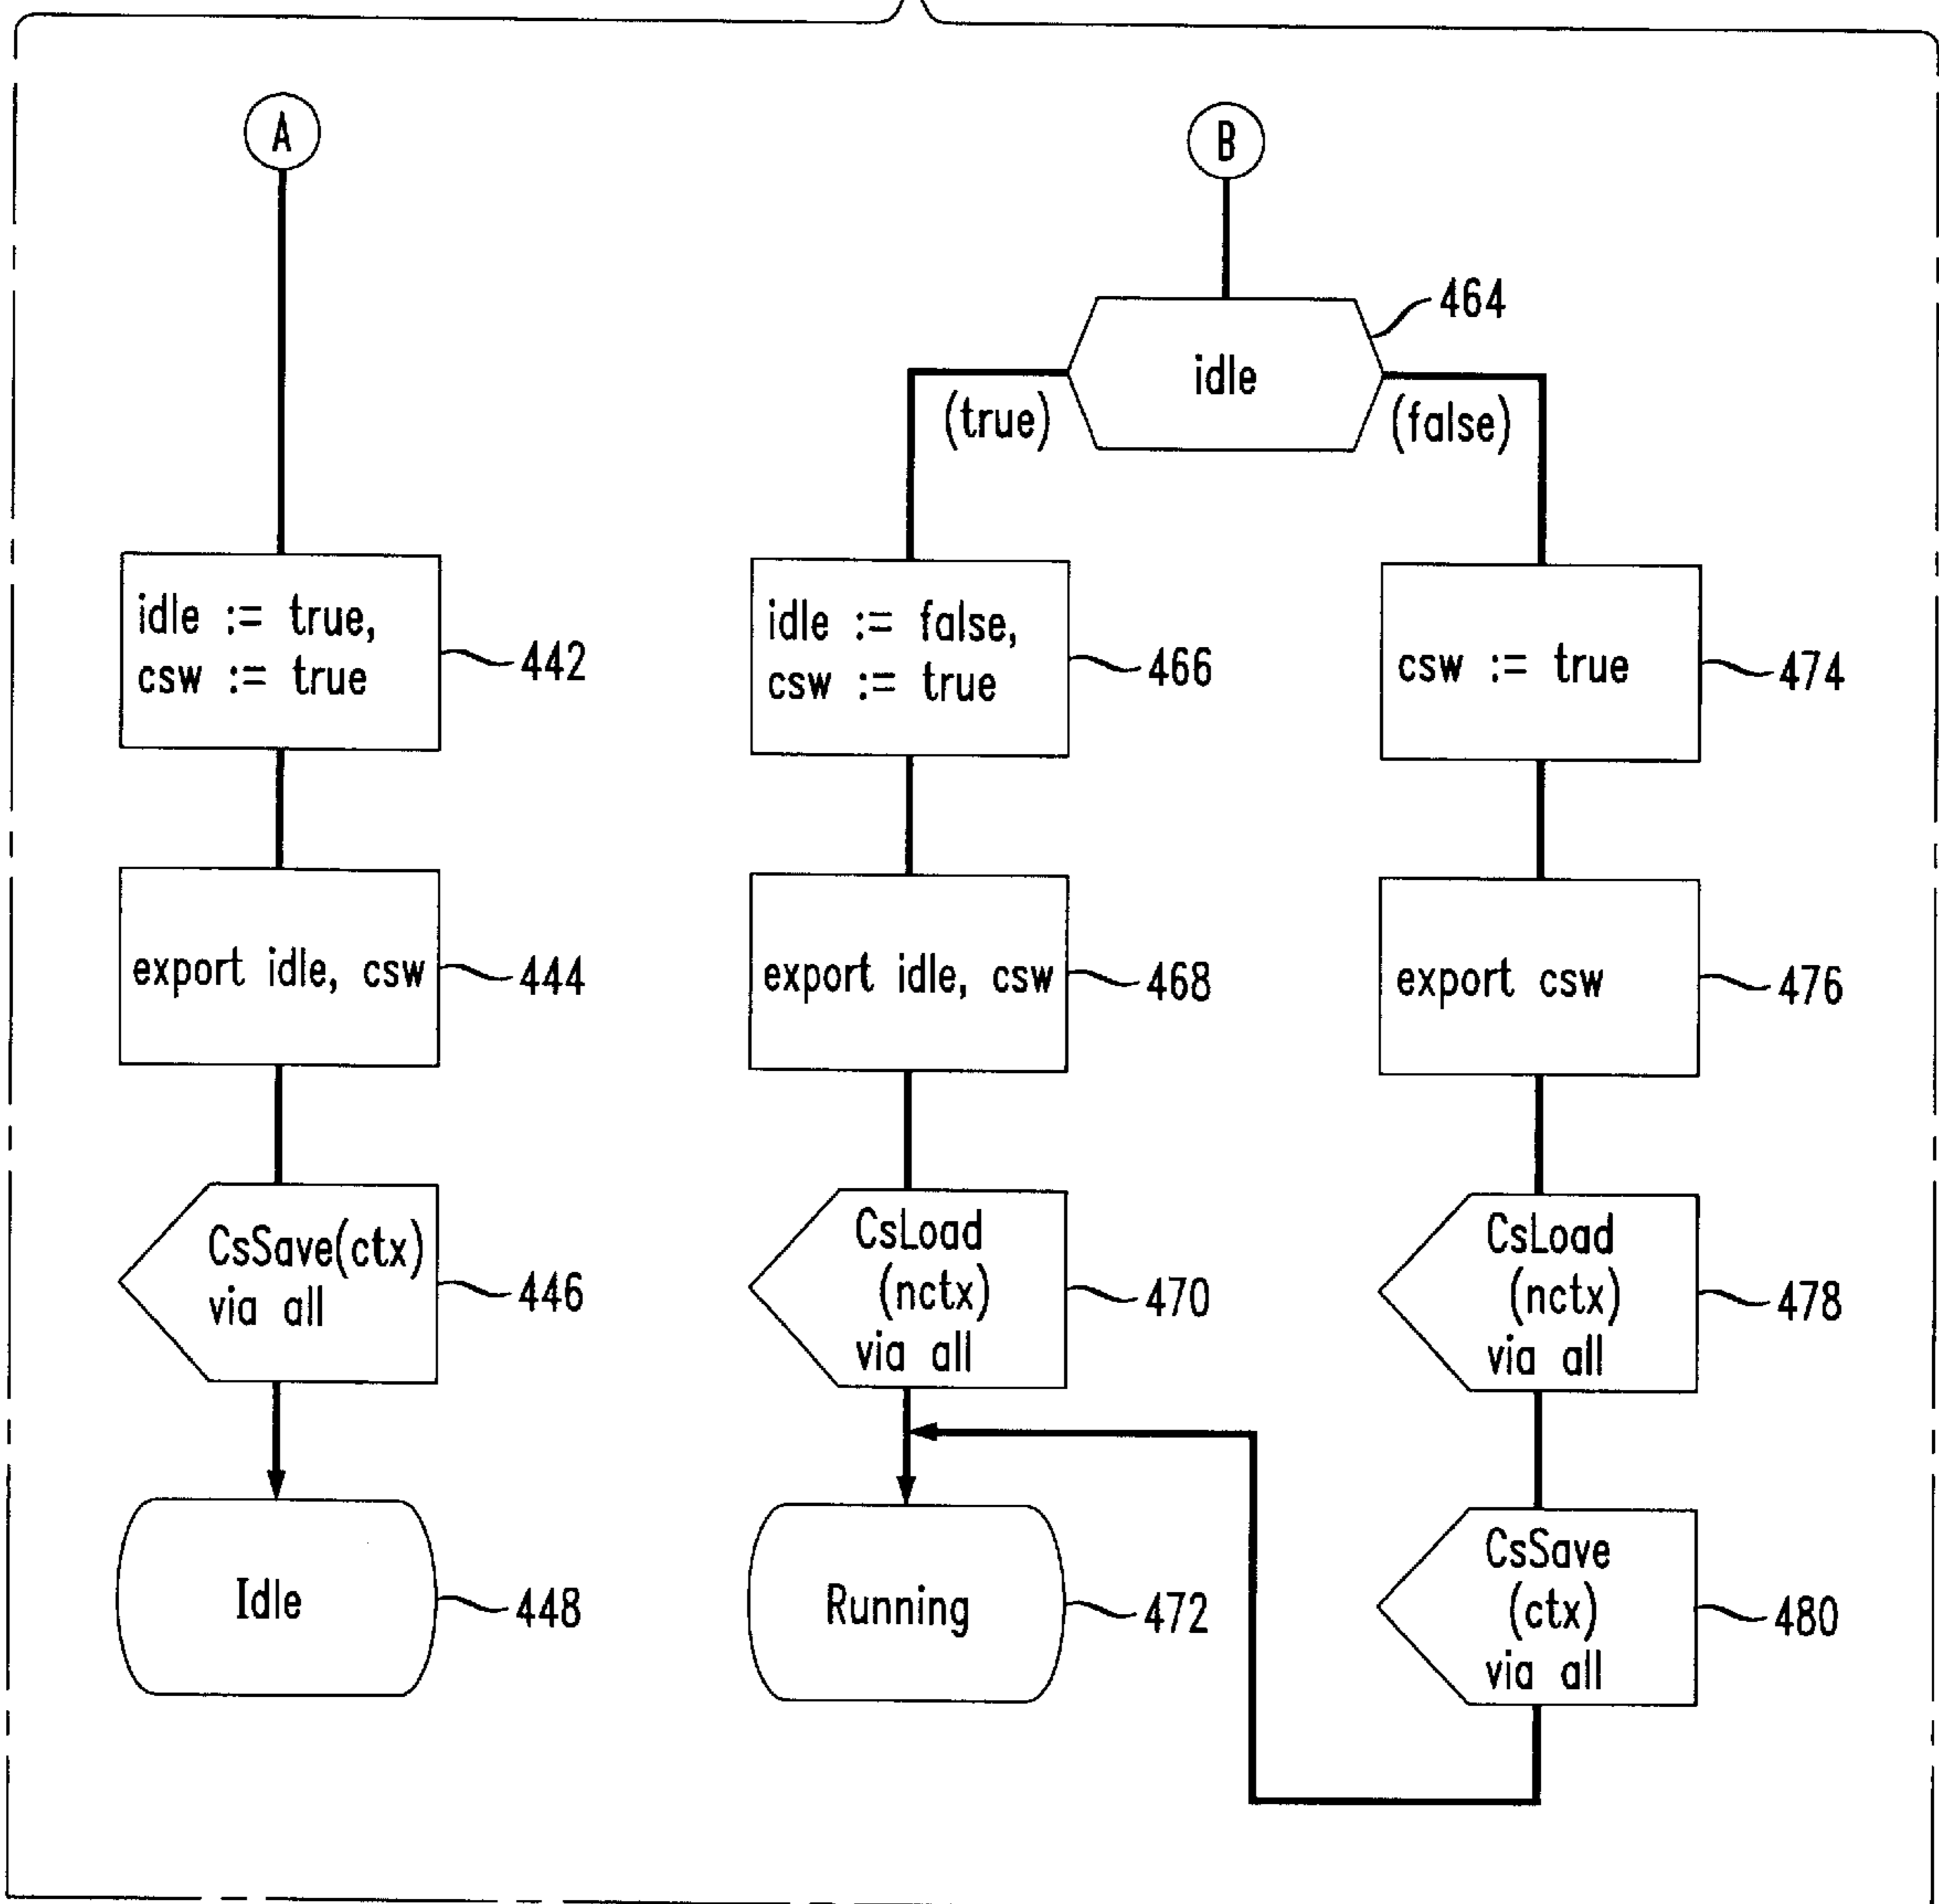 A
B
464
idle
(true)
(false)
idle := true,
csw := true
442
idle := false,
csw := true
466
csw := true
474
export idle, csw
444
export idle, csw
468
export csw
476
CsSave(ctx)
via all
446
CsLoad
(nctx)
via all
470
CsLoad
(nctx)
via all
478
Idle
448
Running
472
CsSave
(ctx)
via all
480